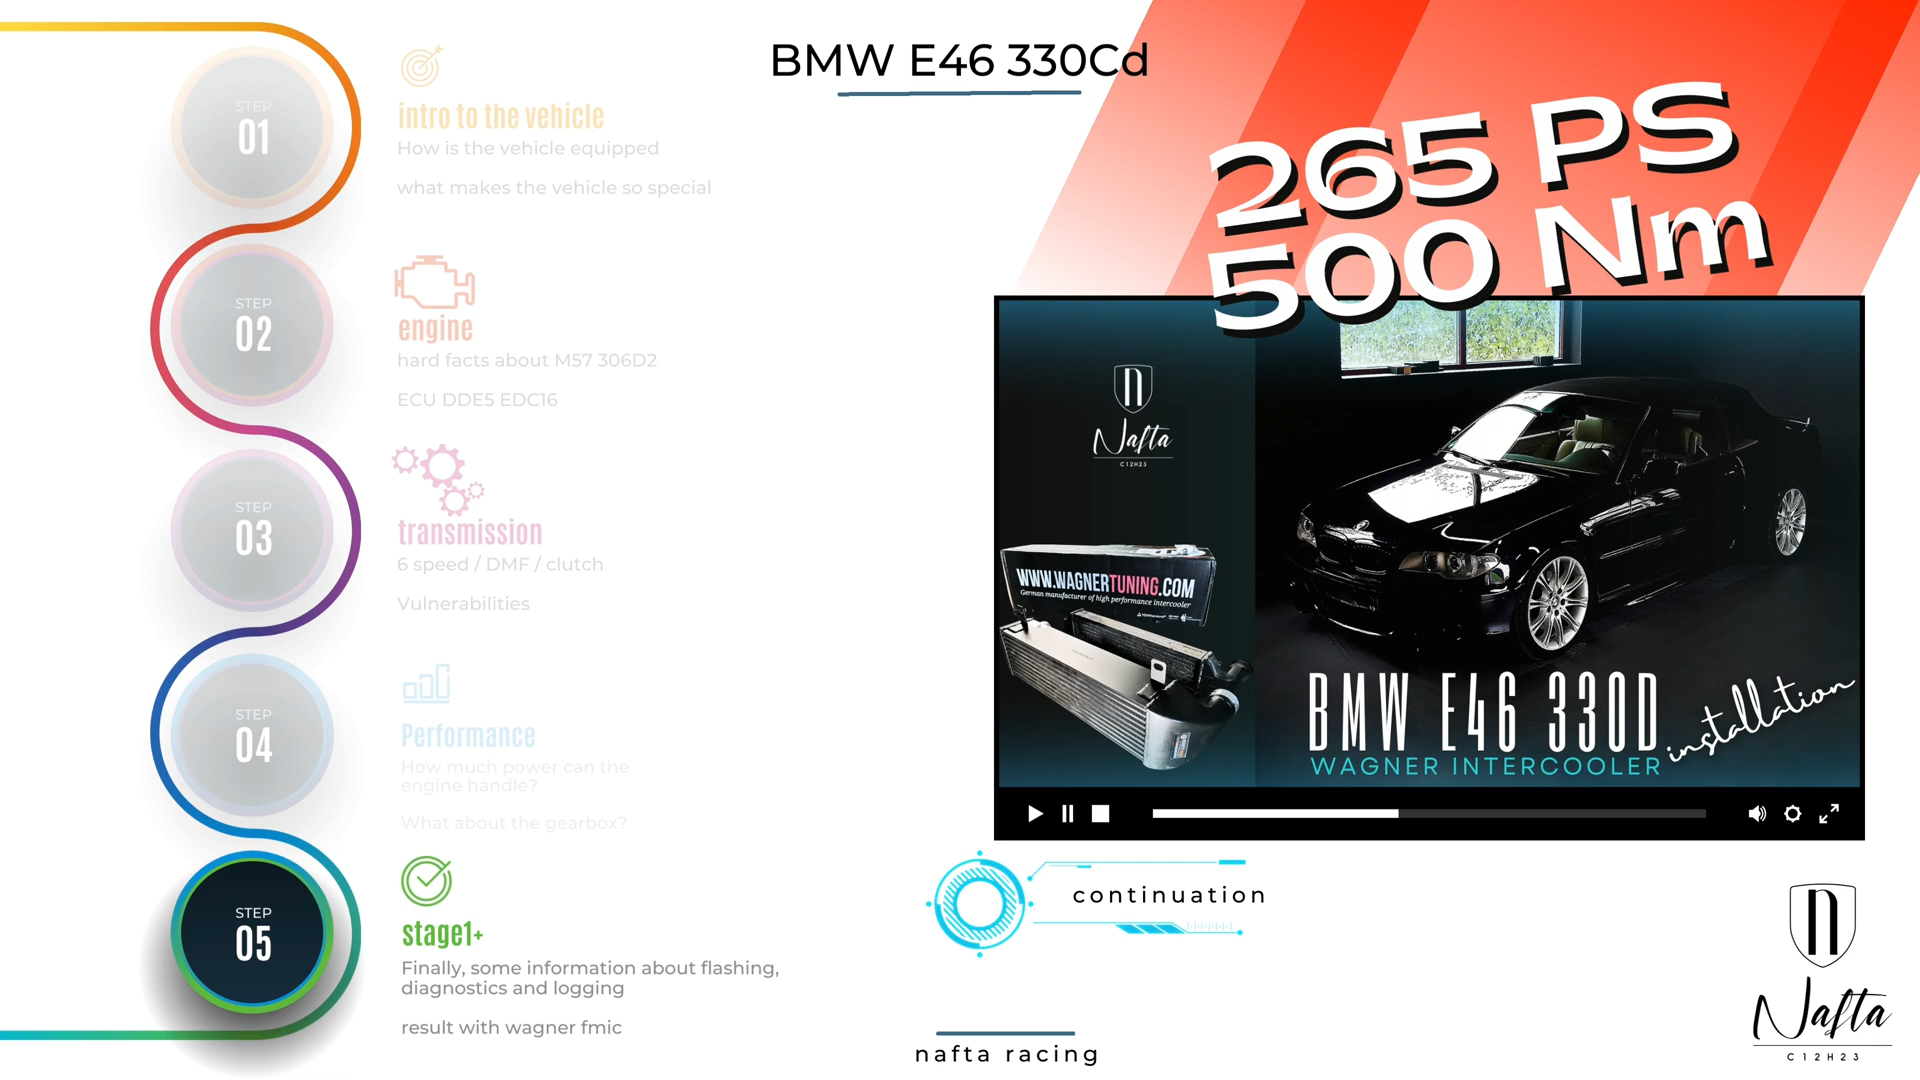 BMW E46 330Cd
265 PS
500 Nm
STEP
01
intro to the vehicle
How is the vehicle equipped
what makes the vehicle so special
STEP
02
engine
hard facts about M57 306D2
ECU DDE5 EDC16
STEP
03
transmission
6 speed / DMF / clutch
Vulnerabilities
STEP
04
Performance
How much power can the
engine handle?
What about the gearbox?
STEP
05
stage1+
Finally, some information about flashing,
diagnostics and logging
result with wagner fmic
n
Nafta
C12H23
WWW.WAGNERTUNING.COM
German manufacturer of high performance intercooler
BMW E46 330D
installation
WAGNER INTERCOOLER
continuation
nafta racing
n
Nafta
C12H23